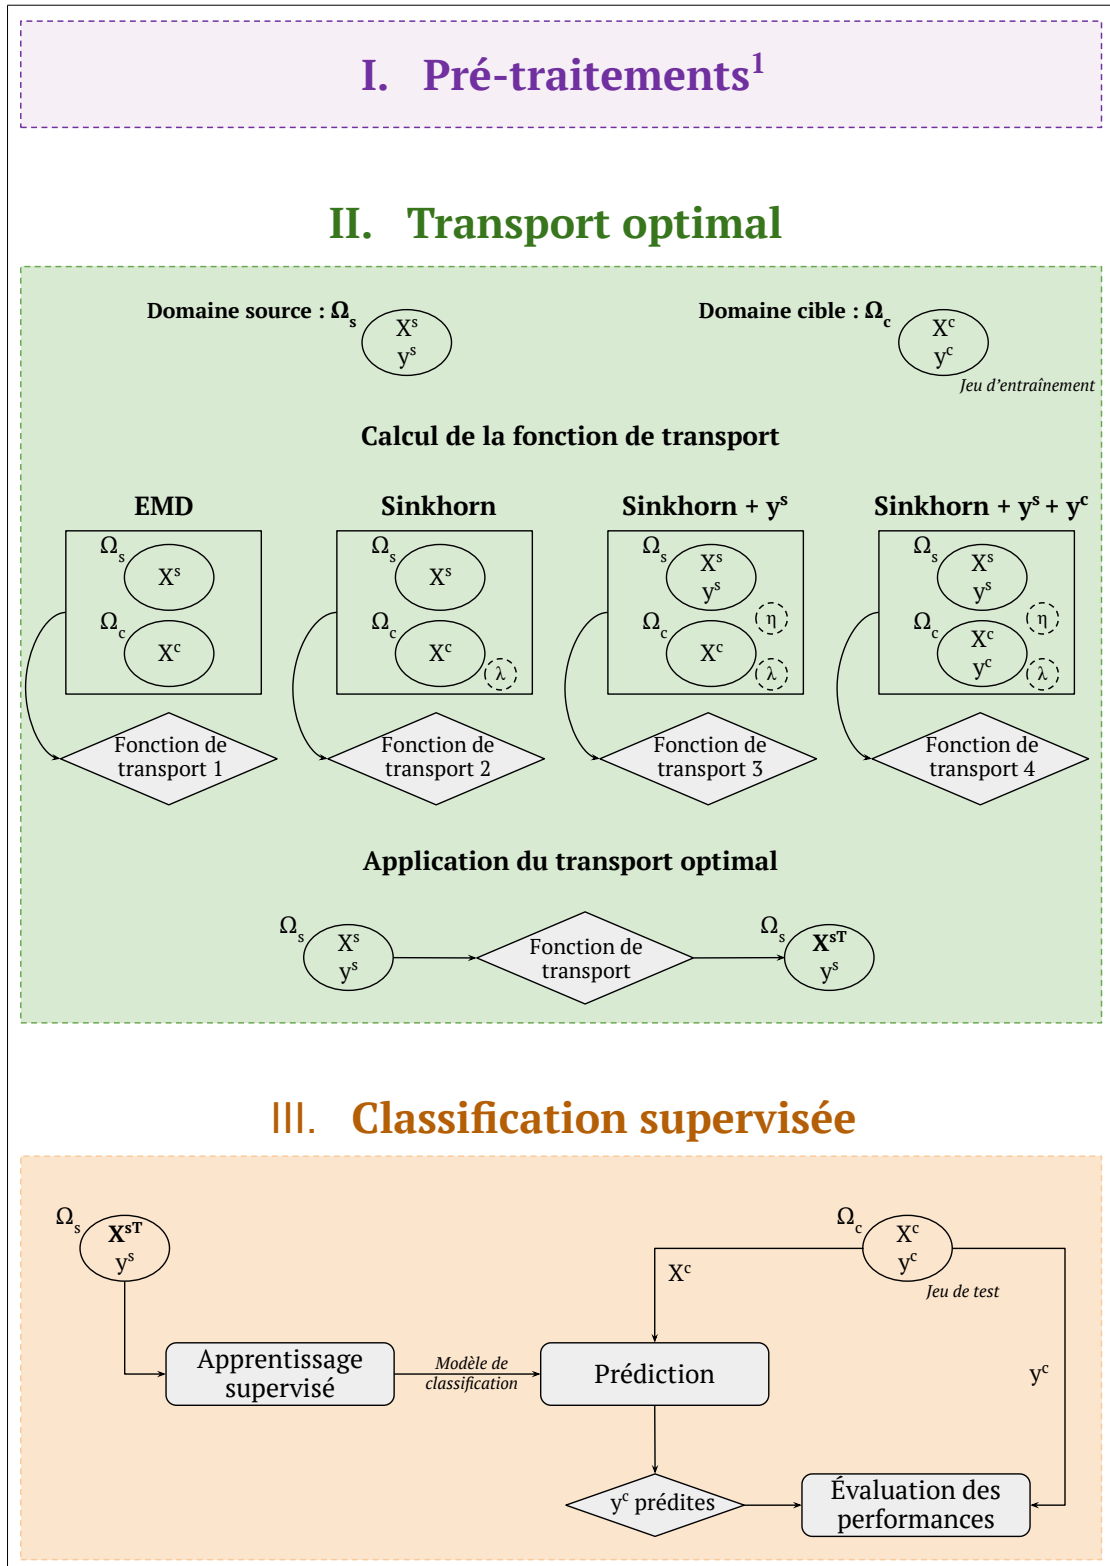 I. Pré-traitements¹
II. Transport optimal
Domaine source : Ωs
Xˢ
yˢ
Domaine cible : Ωc
Xᶜ
yᶜ
Jeu d'entraînement
Calcul de la fonction de transport
EMD
Ωs
Xˢ
Ωc
Xᶜ
Fonction de
transport 1
Sinkhorn
Ωs
Xˢ
Ωc
Xᶜ
λ
Fonction de
transport 2
Sinkhorn + yˢ
Ωs
Xˢ
yˢ
η
Ωc
Xᶜ
λ
Fonction de
transport 3
Sinkhorn + yˢ + yᶜ
Ωs
Xˢ
yˢ
η
Ωc
Xᶜ
yᶜ
λ
Fonction de
transport 4
Application du transport optimal
Ωs
Xˢ
yˢ
Fonction de
transport
Ωs
Xˢᵀ
yˢ
III. Classification supervisée
Ωs
Xˢᵀ
yˢ
Ωc
Xᶜ
yᶜ
Jeu de test
Xᶜ
Apprentissage
supervisé
Modèle de
classification
Prédiction
yᶜ
yᶜ prédites
Évaluation des
performances